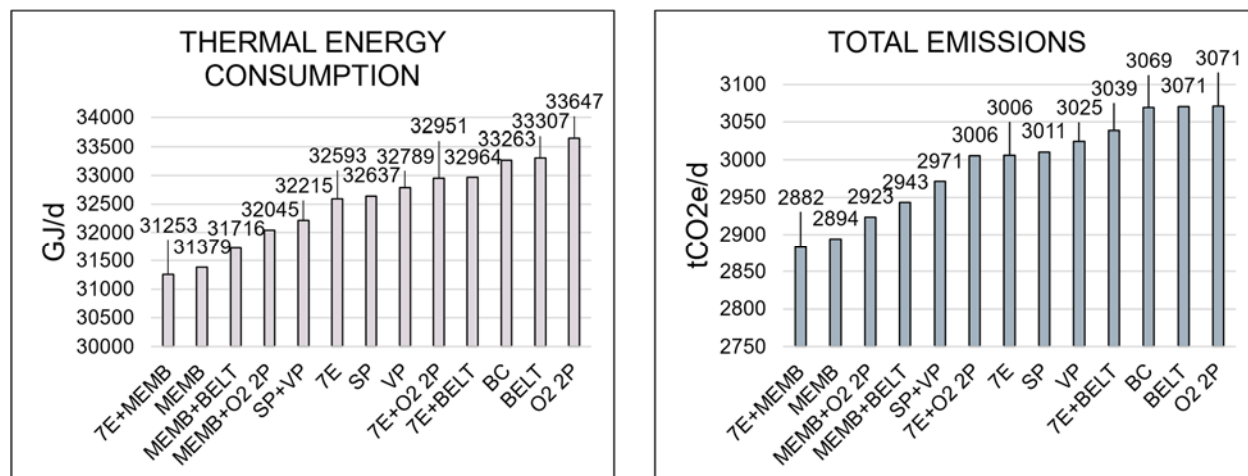 THERMAL ENERGY
CONSUMPTION
GJ/d
34000
33500
33000
32500
32000
31500
31000
30500
30000
31253
31379
31716
32045
32215
32593
32637
32789
32951
32964
33263
33307
33647
7E+MEMB
MEMB
MEMB+BELT
MEMB+O2 2P
SP+VP
7E
SP
VP
7E+O2 2P
7E+BELT
BC
BELT
O2 2P
TOTAL EMISSIONS
tCO2e/d
3100
3050
3000
2950
2900
2850
2800
2750
2882
2894
2923
2943
2971
3006
3006
3011
3025
3039
3069
3071
3071
7E+MEMB
MEMB
MEMB+O2 2P
MEMB+BELT
SP+VP
7E+O2 2P
7E
SP
VP
7E+BELT
BC
BELT
O2 2P